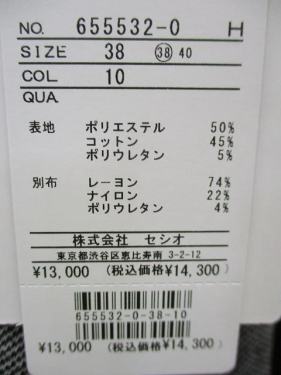 NO. 655532-0 H
SIZE 38 ㊳ 40
COL 10
QUA.
表地 ポリエステル 50%
コットン 45%
ポリウレタン 5%
別布 レーヨン 74%
ナイロン 22%
ポリウレタン 4%
株式会社 セシオ
東京都渋谷区恵比寿南 3-2-12
¥13,000 (税込価格¥14,300)
655532-0-38-10
¥13,000 (税込価格¥14,300)